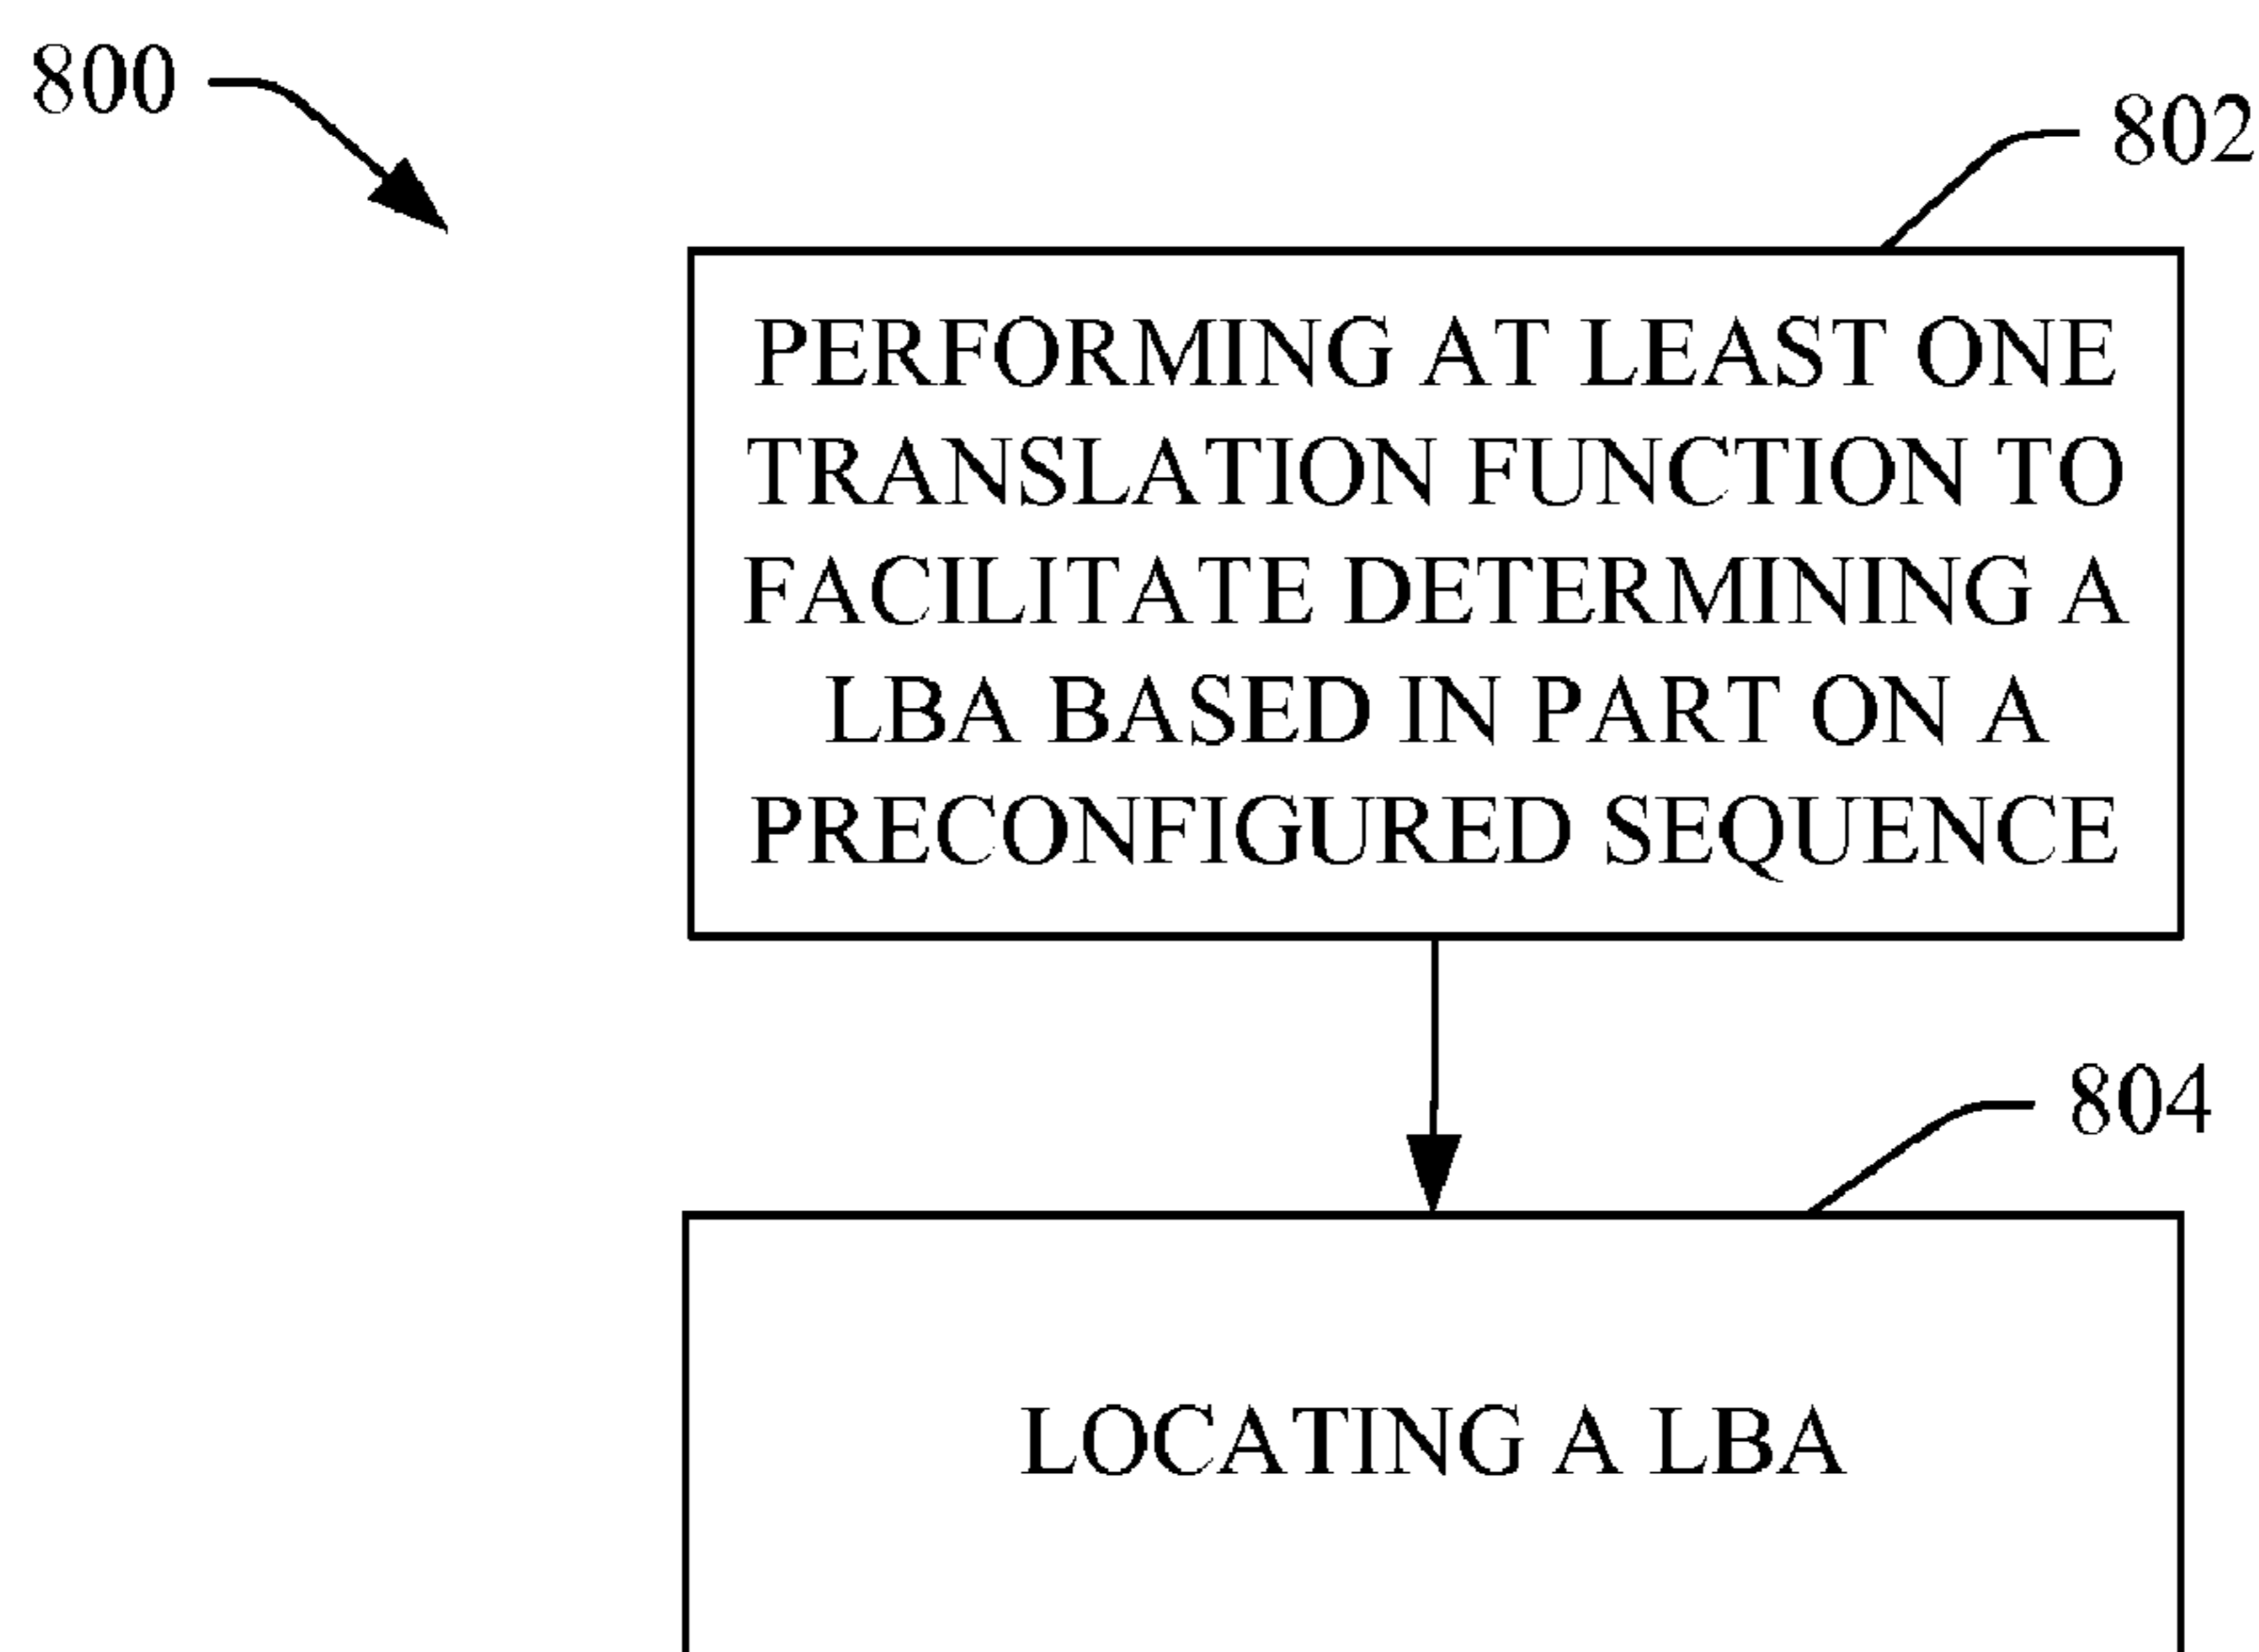 800
802
PERFORMING AT LEAST ONE
TRANSLATION FUNCTION TO
FACILITATE DETERMINING A
LBA BASED IN PART ON A
PRECONFIGURED SEQUENCE
804
LOCATING A LBA